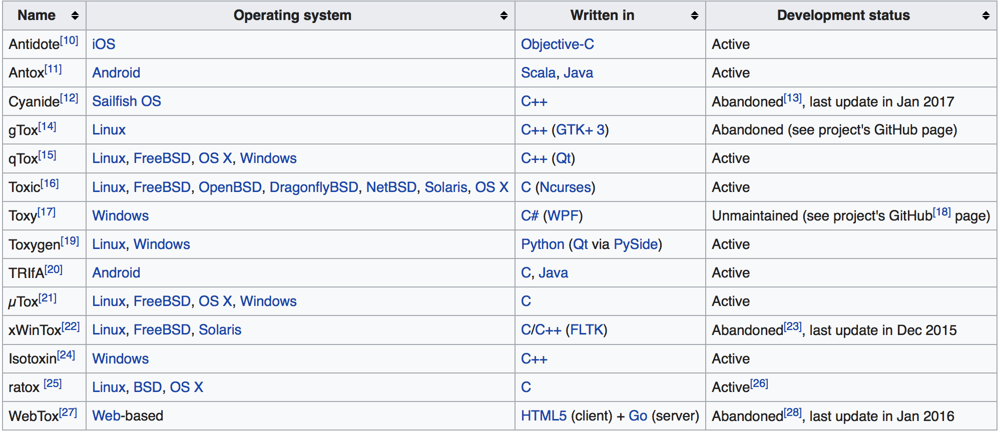 Name Operating system Written in Development status
Antidote[10] iOS Objective-C Active
Antox[11] Android Scala, Java Active
Cyanide[12] Sailfish OS C++ Abandoned[13], last update in Jan 2017
gTox[14] Linux C++ (GTK+ 3) Abandoned (see project's GitHub page)
qTox[15] Linux, FreeBSD, OS X, Windows C++ (Qt) Active
Toxic[16] Linux, FreeBSD, OpenBSD, DragonflyBSD, NetBSD, Solaris, OS X C (Ncurses) Active
Toxy[17] Windows C# (WPF) Unmaintained (see project's GitHub[18] page)
Toxygen[19] Linux, Windows Python (Qt via PySide) Active
TRIfA[20] Android C, Java Active
µTox[21] Linux, FreeBSD, OS X, Windows C Active
xWinTox[22] Linux, FreeBSD, Solaris C/C++ (FLTK) Abandoned[23], last update in Dec 2015
Isotoxin[24] Windows C++ Active
ratox [25] Linux, BSD, OS X C Active[26]
WebTox[27] Web-based HTML5 (client) + Go (server) Abandoned[28], last update in Jan 2016